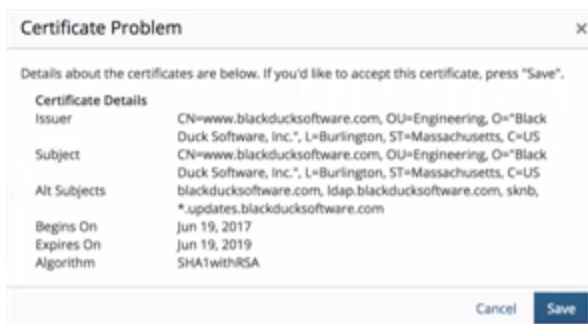 Certificate Problem ×
Details about the certificates are below. If you'd like to accept this certificate, press "Save".
Certificate Details
Issuer CN=www.blackducksoftware.com, OU=Engineering, O="Black
Duck Software, Inc.", L=Burlington, ST=Massachusetts, C=US
Subject CN=www.blackducksoftware.com, OU=Engineering, O="Black
Duck Software, Inc.", L=Burlington, ST=Massachusetts, C=US
Alt Subjects blackducksoftware.com, ldap.blackducksoftware.com, sknb,
*.updates.blackducksoftware.com
Begins On Jun 19, 2017
Expires On Jun 19, 2019
Algorithm SHA1withRSA
Cancel Save